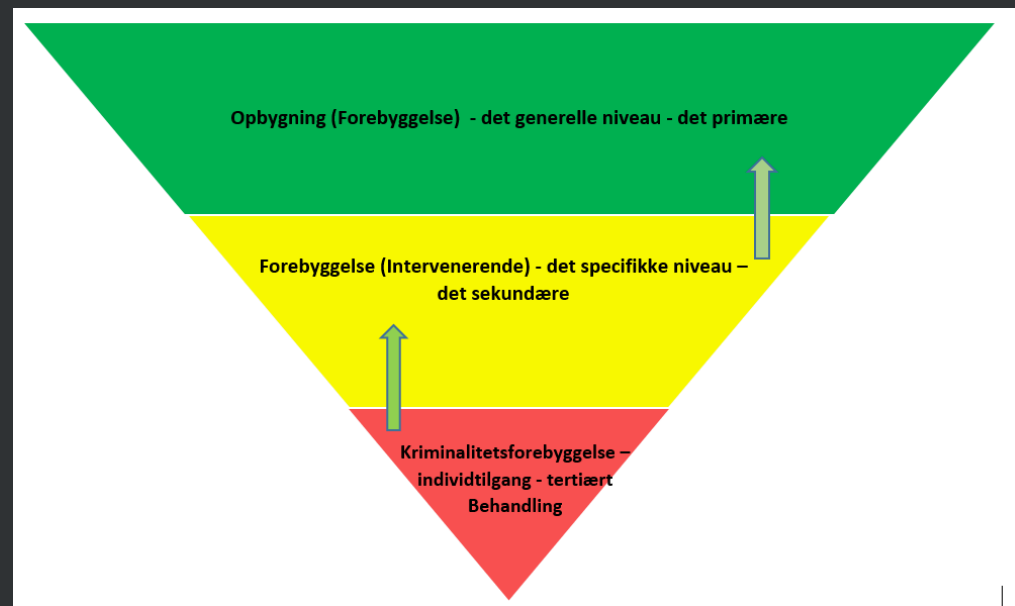 Opbygning (Forebyggelse)  - det generelle niveau - det primære
Forebyggelse (Intervenerende) - det specifikke niveau –
det sekundære
Kriminalitetsforebyggelse –
individtilgang - tertiært
Behandling